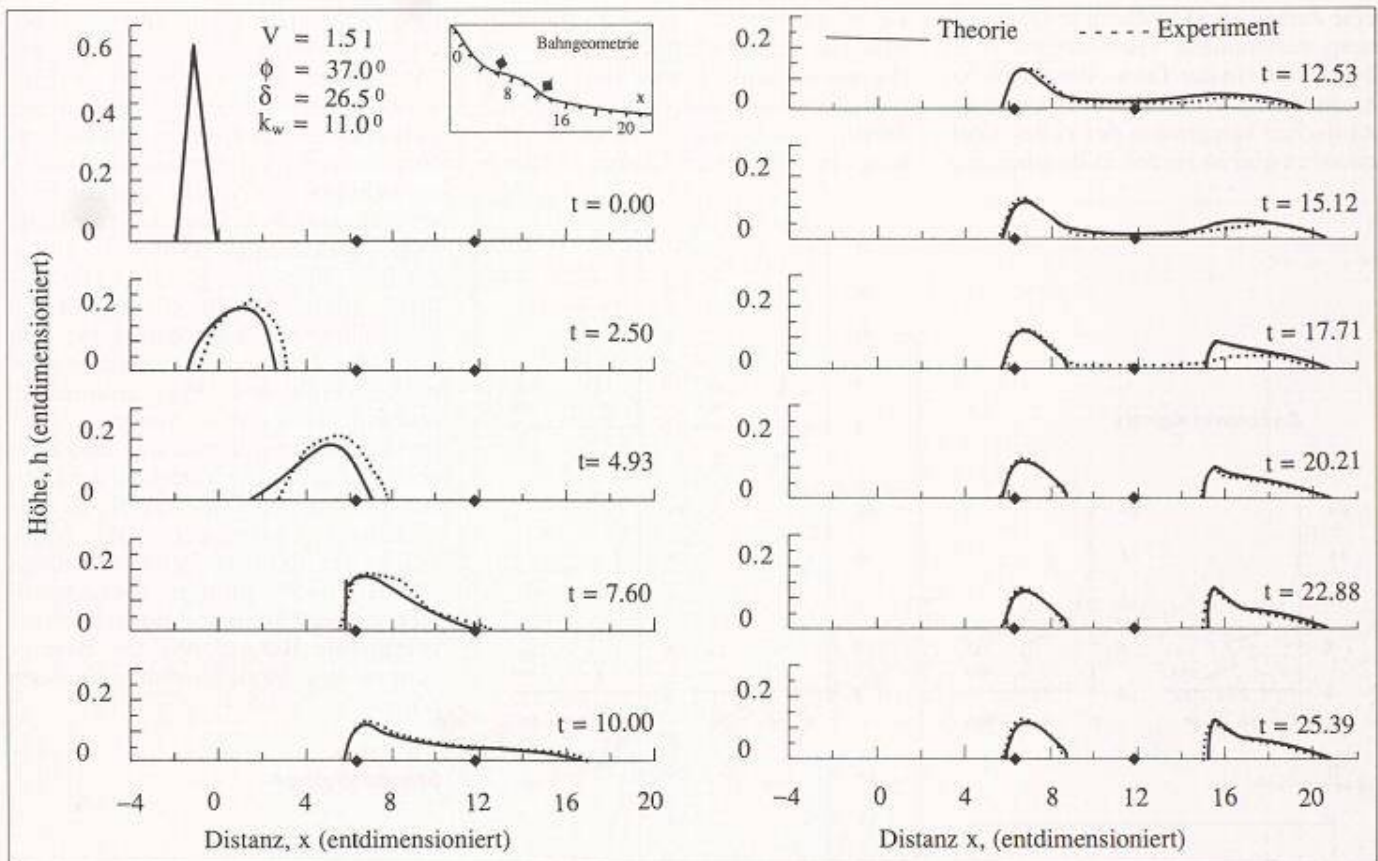 V = 1.5 l
ϕ = 37.0⁰
δ = 26.5⁰
k_w = 11.0⁰
Bahngeometrie
0
8
16
20
x
Höhe, h (entdimensioniert)
0.6
0.4
0.2
0
t = 0.00
0.2
0
t = 2.50
0.2
0
t= 4.93
0.2
0
t = 7.60
0.2
0
t = 10.00
−4 0 4 8 12 16 20
Distanz, x (entdimensioniert)
Theorie Experiment
0.2
0
t = 12.53
0.2
0
t = 15.12
0.2
0
t = 17.71
0.2
0
t = 20.21
0.2
0
t = 22.88
0.2
0
t = 25.39
−4 0 4 8 12 16 20
Distanz x, (entdimensioniert)